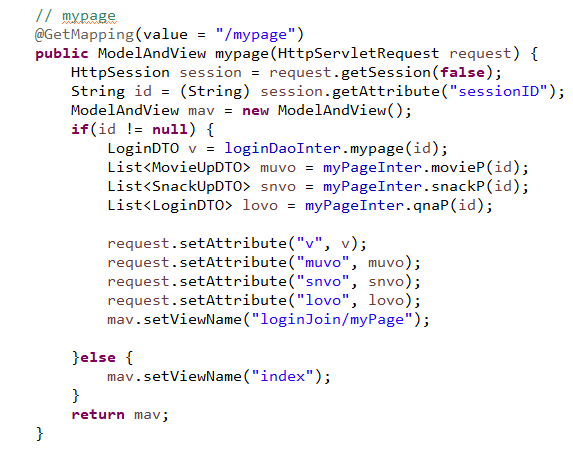 // mypage
@GetMapping(value = "/mypage")
public ModelAndView mypage(HttpServletRequest request) {
    HttpSession session = request.getSession(false);
    String id = (String) session.getAttribute("sessionID");
    ModelAndView mav = new ModelAndView();
    if(id != null) {
        LoginDTO v = loginDaoInter.mypage(id);
        List<MovieUpDTO> muvo = myPageInter.movieP(id);
        List<SnackUpDTO> snvo = myPageInter.snackP(id);
        List<LoginDTO> lovo = myPageInter.qnaP(id);

        request.setAttribute("v", v);
        request.setAttribute("muvo", muvo);
        request.setAttribute("snvo", snvo);
        request.setAttribute("lovo", lovo);
        mav.setViewName("loginJoin/myPage");

    }else {
        mav.setViewName("index");
    }
    return mav;
}